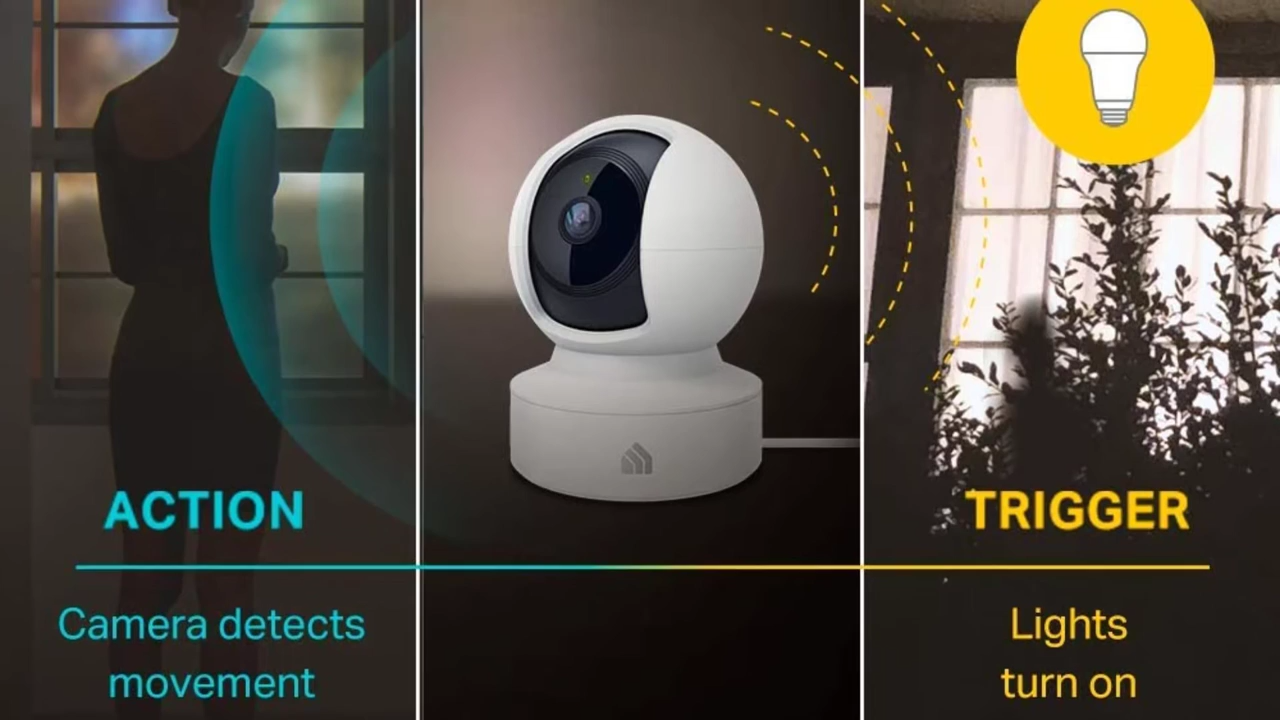 ACTION
Camera detects
movement
TRIGGER
Lights
turn on